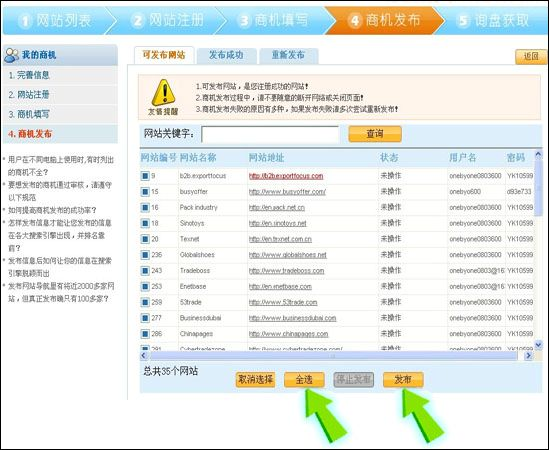 1 网站列表 2 网站注册 3 商机填写 4 商机发布 5 询盘获取
我的商机
1. 完善信息
2. 网站注册
3. 商机填写
4. 商机发布
* 用户在不同电脑上使用时,有时列出
的商机不全?
* 要想发布的商机通过审核，请遵守
以下规范
* 如何提高商机发布的成功率?
* 怎样发布信息才能让您发布的信息
在各大搜索引擎出现，并排名靠
前?
* 发布信息后如何让你的信息在搜索
引擎脱颖而出
* 发布网站导航里有将近2000多家网
站，但真正发布确只有100多家?
可发布网站 发布成功 重新发布 返回
友情提醒
1.可发布网站，是您注册成功的网站!
2.商机发布过程中，请不要随意的断开网络或关闭页面!
3.商机发布失败的原因有多种，如果发布失败请多次尝试重新发布!
网站关键字: 查询
网站编号 网站名称 网站地址 状态 用户名 密码
9 b2b.exportfocus http://b2b.exportfocus.com 未操作 onebyone0803600 YK10599
15 busyoffer http://www.busyoffer.com/ 未操作 onebyo600 d93e733
16 Pack industry http://en.pack.net.cn 未操作 onebyone0803600 YK10599
18 Sinotoys http://en.sinotoys.net 未操作 onebyone0803600 YK10599
20 Texnet http://en.texnet.com.cn 未操作 onebyone0803600 YK10599
236 Globalshoes http://www.globalshoes.net 未操作 onebyone0803600 YK10599
243 Tradeboss http://www.tradeboss.com 未操作 onebyone0803@16 YK10599
253 Enetbase http://en.enetbase.com 未操作 onebyone0803600 YK10599
259 53trade http://www.53trade.com 未操作 onebyone0803600 YK10599
277 Businessdubai http://www.businessdubai.com 未操作 onebyone0803600 YK10599
286 Chinapages http://www.chinapages.com 未操作 onebyone0803600 YK10599
291 Cybertradezone http://www.cybertradezone.com/ 未操作 onebyone0803@16 YK10599
总共35个网站
取消选择 全选 停止发布 发布